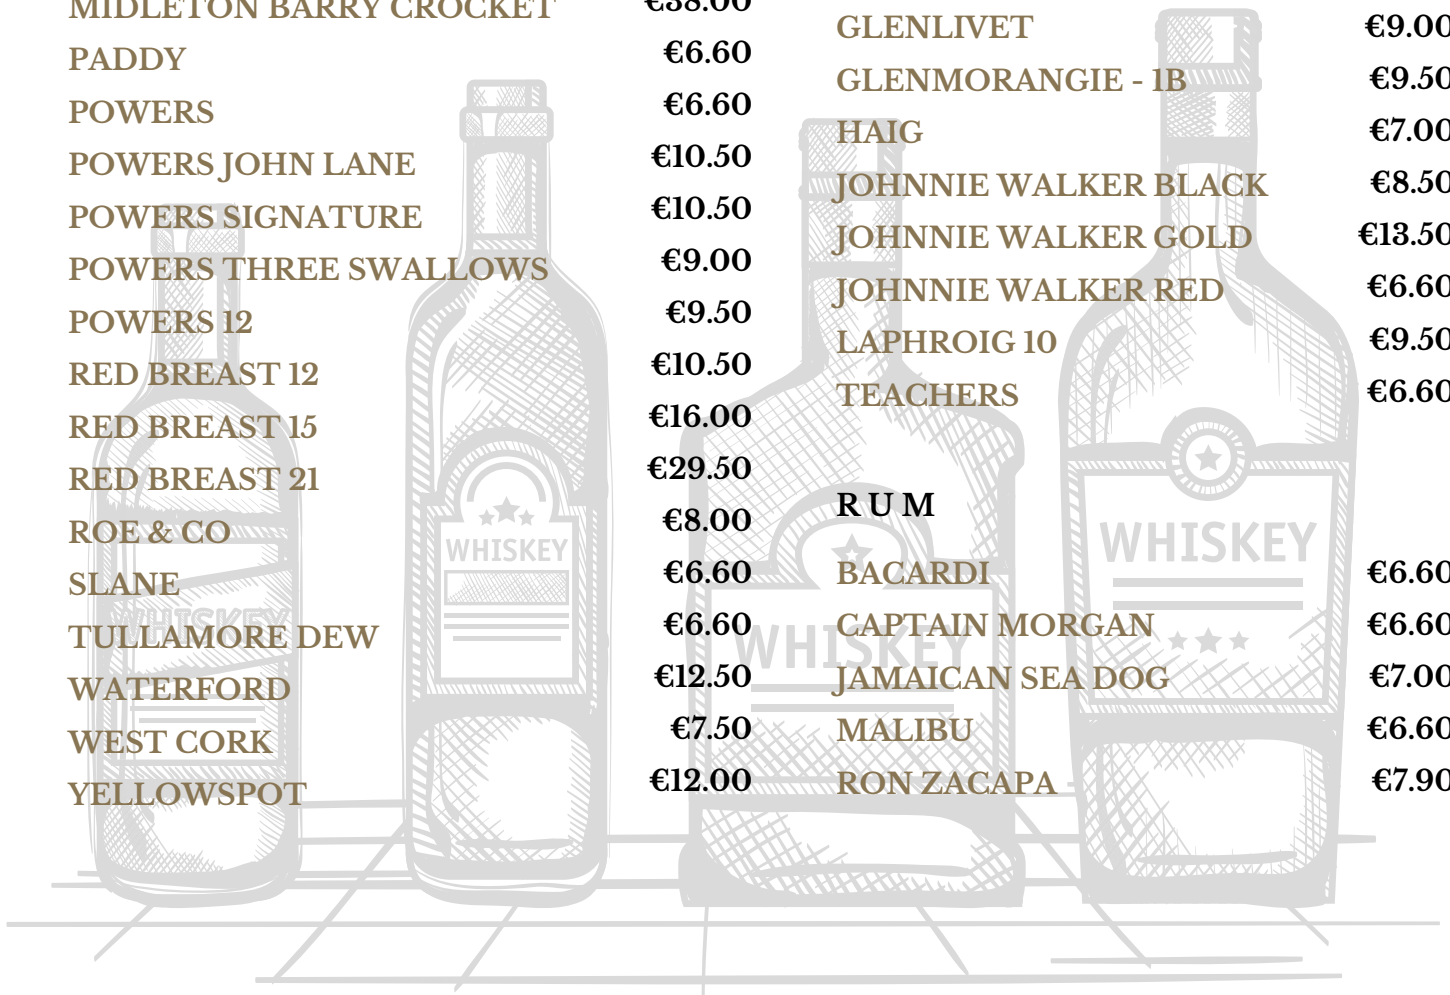 MIDLETON BARRY CROCKET €38.00
PADDY €6.60
POWERS €6.60
POWERS JOHN LANE €10.50
POWERS SIGNATURE €10.50
POWERS THREE SWALLOWS €9.00
POWERS 12 €9.50
RED BREAST 12 €10.50
RED BREAST 15 €16.00
RED BREAST 21 €29.50
ROE & CO €8.00
SLANE €6.60
TULLAMORE DEW €6.60
WATERFORD €12.50
WEST CORK €7.50
YELLOWSPOT €12.00
GLENLIVET €9.00
GLENMORANGIE - 1B €9.50
HAIG €7.00
JOHNNIE WALKER BLACK €8.50
JOHNNIE WALKER GOLD €13.50
JOHNNIE WALKER RED €6.60
LAPHROIG 10 €9.50
TEACHERS €6.60
RUM
BACARDI €6.60
CAPTAIN MORGAN €6.60
JAMAICAN SEA DOG €7.00
MALIBU €6.60
RON ZACAPA €7.90
WHISKEY
WHISKEY
WHISKEY
WHISKEY